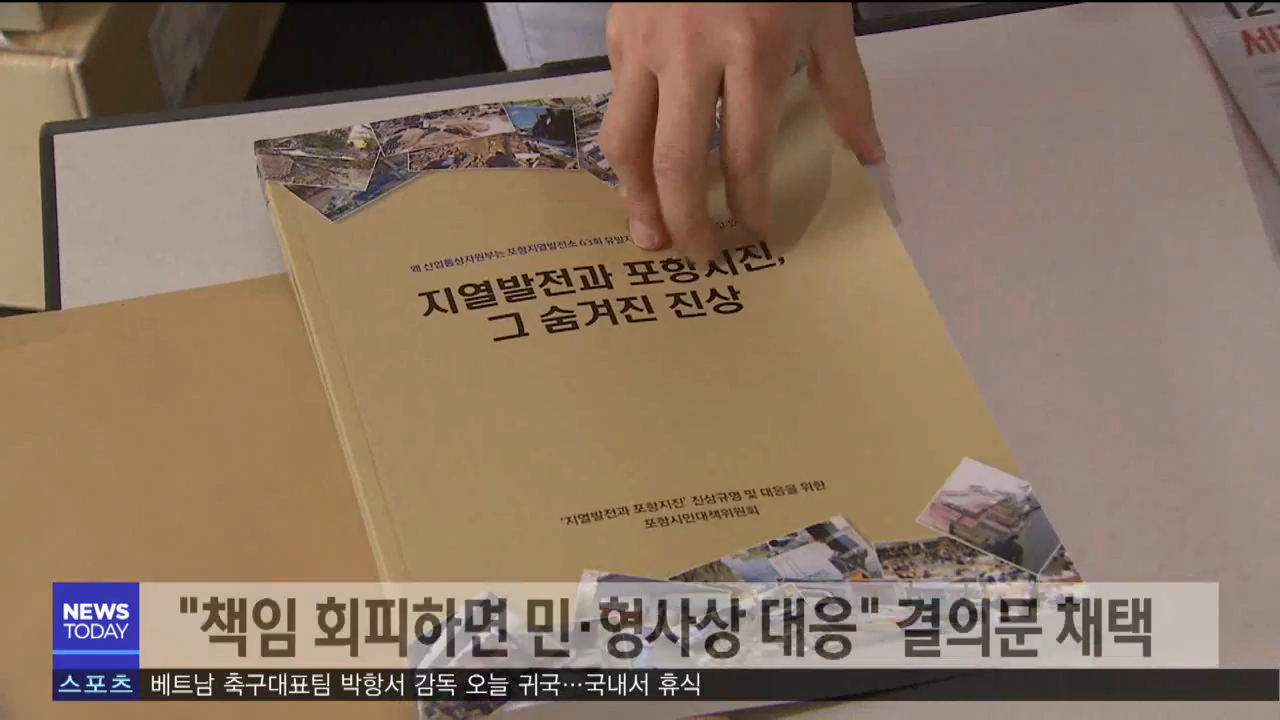 세
왜 산업통상자원부는 포항지열발전소 63회 유발지
지열발전과 포항지진,
그 숨겨진 진상
'지열발전과 포항지진' 진상규명 및 대응을 위한
포항시민대책위원회
NEWS
TODAY
"책임 회피하면 민·형사상 대응" 결의문 채택
스포츠 베트남 축구대표팀 박항서 감독 오늘 귀국…국내서 휴식